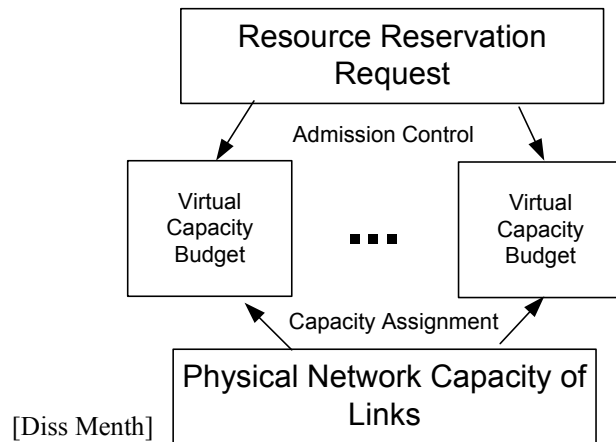 Resource Reservation
Request
Admission Control
Virtual
Capacity
Budget
Virtual
Capacity
Budget
Capacity Assignment
Physical Network Capacity of
Links
[Diss Menth]